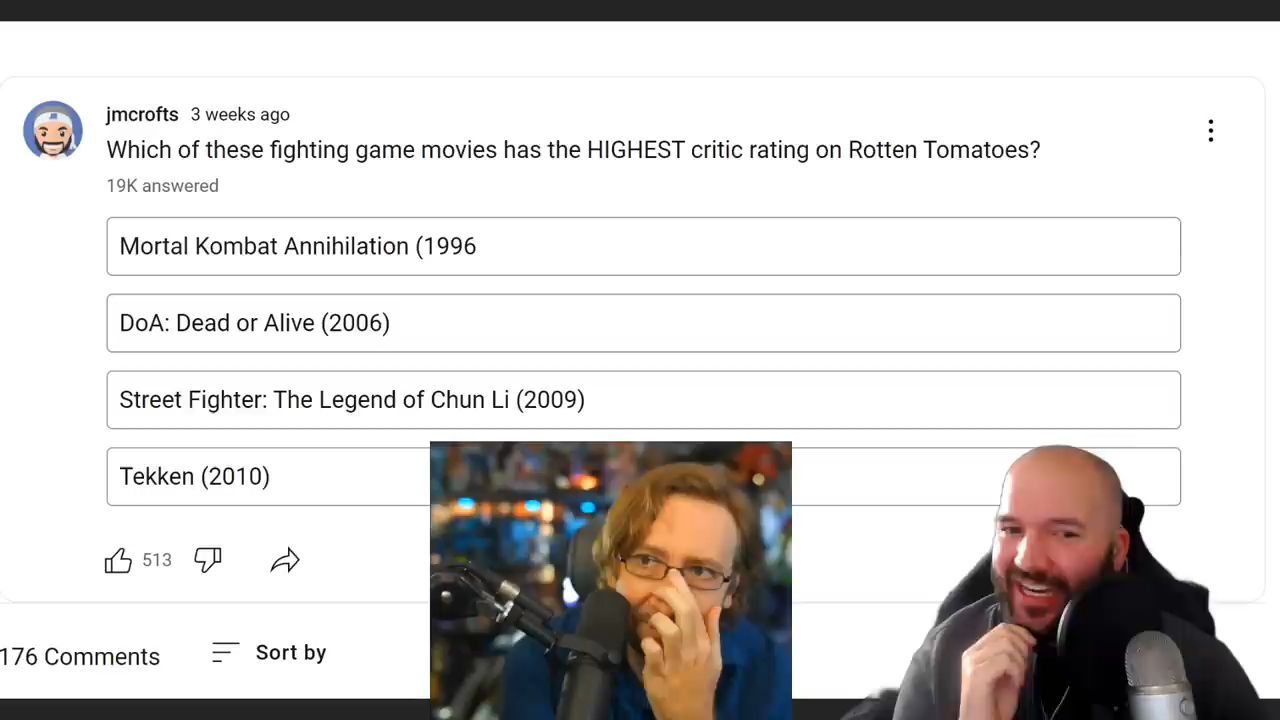 jmcrofts 3 weeks ago
Which of these fighting game movies has the HIGHEST critic rating on Rotten Tomatoes?
19K answered
Mortal Kombat Annihilation (1996
DoA: Dead or Alive (2006)
Street Fighter: The Legend of Chun Li (2009)
Tekken (2010)
513
176 Comments Sort by